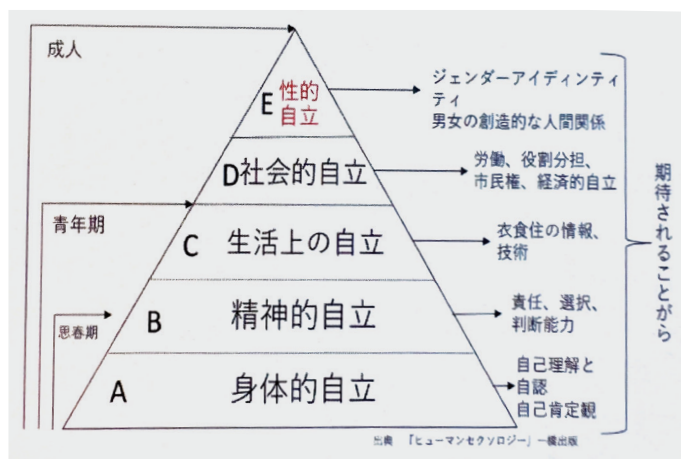 成人
E 性的
自立
ジェンダーアイディンティ
ティ
男女の創造的な人間関係
D社会的自立
労働、役割分担、
市民権、経済的自立
青年期
C 生活上の自立
衣食住の情報、
技術
思春期
B 精神的自立
責任、選択、
判断能力
A 身体的自立
自己理解と
自認
自己肯定観
期待されることがら
出典 「ヒューマンセクソロジー」一橋出版